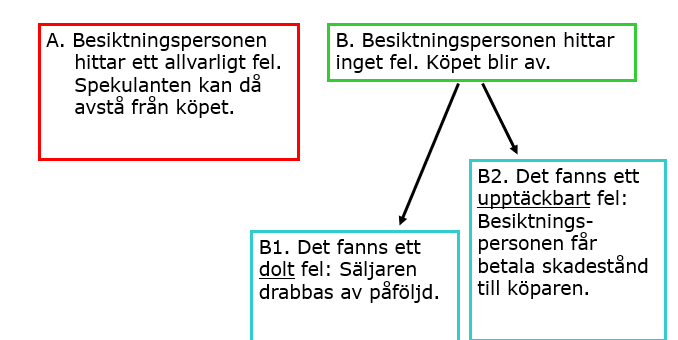 A. Besiktningspersonen
hittar ett allvarligt fel.
Spekulanten kan då
avstå från köpet.
B. Besiktningspersonen hittar
inget fel. Köpet blir av.
B1. Det fanns ett
dolt fel: Säljaren
drabbas av påföljd.
B2. Det fanns ett
upptäckbart fel:
Besiktnings-
personen får
betala skadestånd
till köparen.